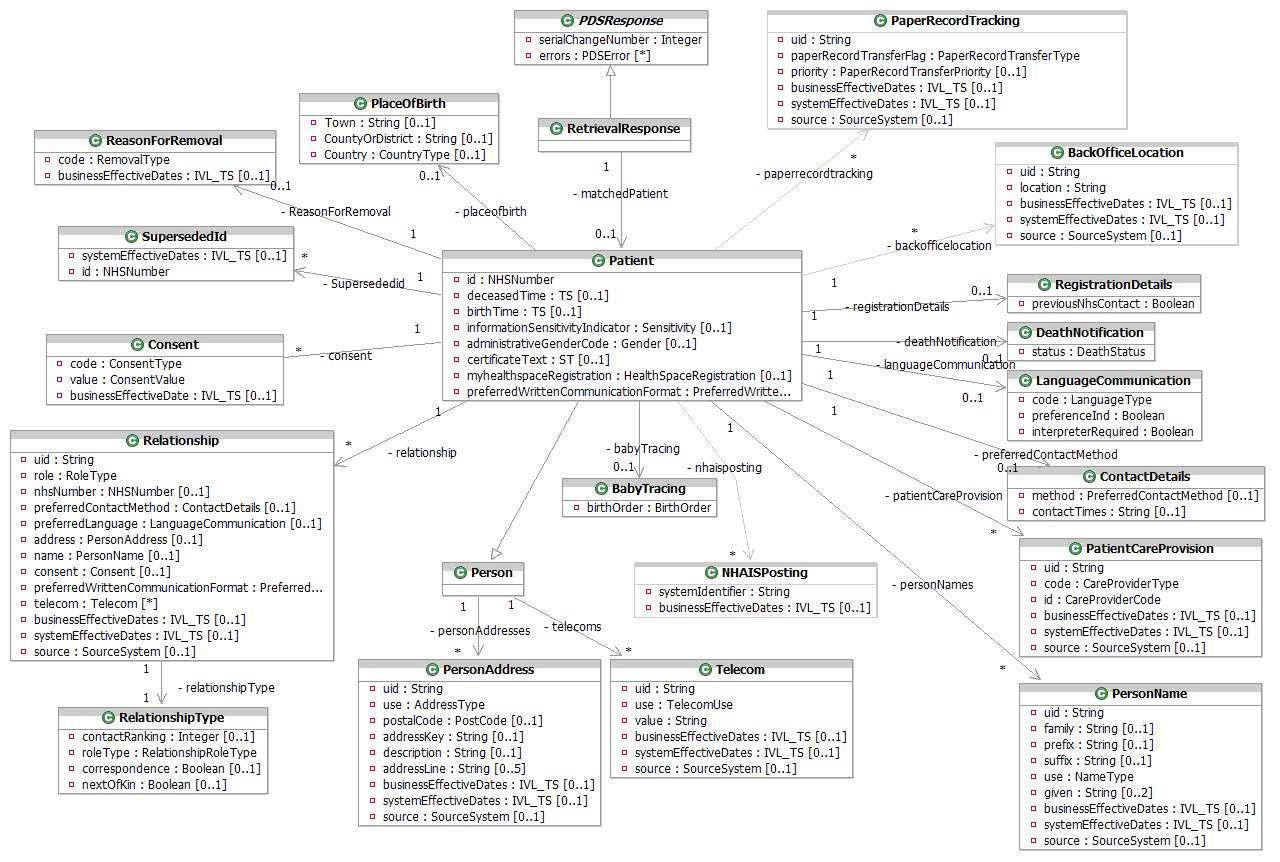 PDSResponse
serialChangeNumber : Integer
errors : PDSError [*]
PaperRecordTracking
uid : String
paperRecordTransferFlag : PaperRecordTransferType
priority : PaperRecordTransferPriority [0..1]
businessEffectiveDates : IVL_TS [0..1]
systemEffectiveDates : IVL_TS [0..1]
source : SourceSystem [0..1]
PlaceOfBirth
Town : String [0..1]
CountyOrDistrict : String [0..1]
Country : CountryType [0..1]
RetrievalResponse
ReasonForRemoval
code : RemovalType
businessEffectiveDates : IVL_TS [0..1]
BackOfficeLocation
uid : String
location : String
businessEffectiveDates : IVL_TS [0..1]
systemEffectiveDates : IVL_TS [0..1]
source : SourceSystem [0..1]
0..1
- ReasonForRemoval
1
0..1
- placeofbirth
1
- matchedPatient
0..1
*
- paperrecordtracking
*
- backofficelocation
1
SupersededId
systemEffectiveDates : IVL_TS [0..1]
id : NHSNumber
*
- Supersededid
1
Patient
id : NHSNumber
deceasedTime : TS [0..1]
birthTime : TS [0..1]
informationSensitivityIndicator : Sensitivity [0..1]
administrativeGenderCode : Gender [0..1]
certificateText : ST [0..1]
myhealthspaceRegistration : HealthSpaceRegistration [0..1]
preferredWrittenCommunicationFormat : PreferredWritte...
0..1
- registrationDetails
1
RegistrationDetails
previousNhsContact : Boolean
- deathNotification
0..1
1
DeathNotification
status : DeathStatus
- languageCommunication
0..1
1
LanguageCommunication
code : LanguageType
preferenceInd : Boolean
interpreterRequired : Boolean
Consent
code : ConsentType
value : ConsentValue
businessEffectiveDate : IVL_TS [0..1]
*
- consent
1
1
- preferredContactMethod
0..1
ContactDetails
method : PreferredContactMethod [0..1]
contactTimes : String [0..1]
Relationship
uid : String
role : RoleType
nhsNumber : NHSNumber [0..1]
preferredContactMethod : ContactDetails [0..1]
preferredLanguage : LanguageCommunication [0..1]
address : PersonAddress [0..1]
name : PersonName [0..1]
consent : Consent [0..1]
preferredWrittenCommunicationFormat : Preferred...
telecom : Telecom [*]
businessEffectiveDates : IVL_TS [0..1]
systemEffectiveDates : IVL_TS [0..1]
source : SourceSystem [0..1]
1
*
- relationship
- babyTracing
0..1
BabyTracing
birthOrder : BirthOrder
- nhaisposting
*
1
- patientCareProvision
*
PatientCareProvision
uid : String
code : CareProviderType
id : CareProviderCode
businessEffectiveDates : IVL_TS [0..1]
systemEffectiveDates : IVL_TS [0..1]
source : SourceSystem [0..1]
Person
NHAISPosting
systemIdentifier : String
businessEffectiveDates : IVL_TS [0..1]
- personNames
*
1
- personAddresses
*
1
- telecoms
*
1
1
- relationshipType
RelationshipType
contactRanking : Integer [0..1]
roleType : RelationshipRoleType
correspondence : Boolean [0..1]
nextOfKin : Boolean [0..1]
PersonAddress
uid : String
use : AddressType
postalCode : PostCode [0..1]
addressKey : String [0..1]
description : String [0..1]
addressLine : String [0..5]
businessEffectiveDates : IVL_TS [0..1]
systemEffectiveDates : IVL_TS [0..1]
source : SourceSystem [0..1]
Telecom
uid : String
use : TelecomUse
value : String
businessEffectiveDates : IVL_TS [0..1]
systemEffectiveDates : IVL_TS [0..1]
source : SourceSystem [0..1]
PersonName
uid : String
family : String [0..1]
prefix : String [0..1]
suffix : String [0..1]
use : NameType
given : String [0..2]
businessEffectiveDates : IVL_TS [0..1]
systemEffectiveDates : IVL_TS [0..1]
source : SourceSystem [0..1]